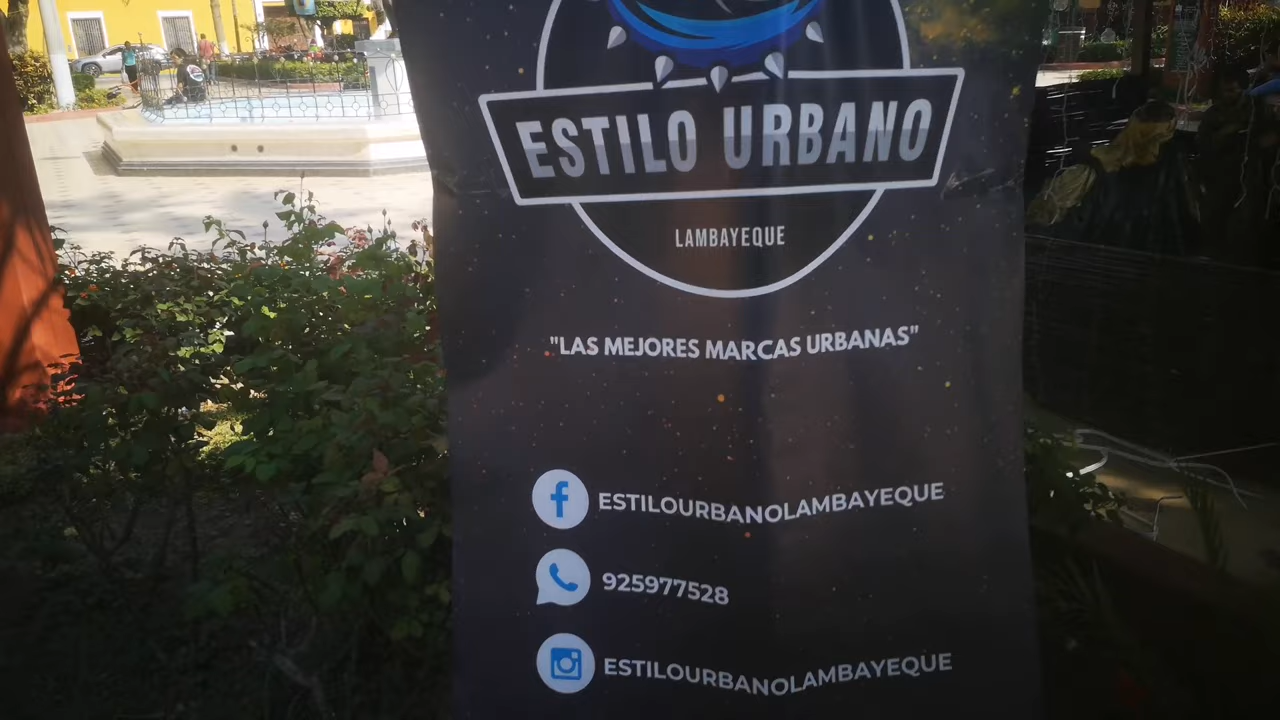 ESTILO URBANO
LAMBAYEQUE
"LAS MEJORES MARCAS URBANAS"
ESTILOURBANOLAMBAYEQUE
925977528
ESTILOURBANOLAMBAYEQUE